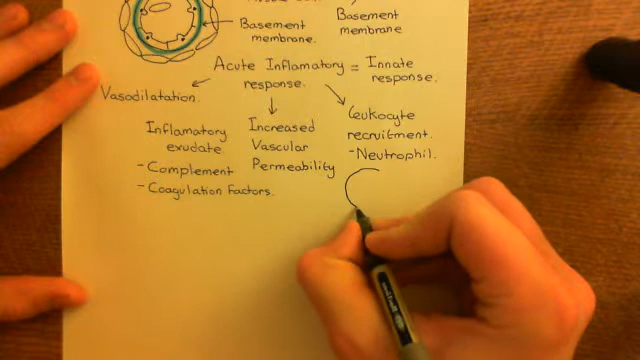 Basement
membrane.
Basement
membrane
Acute Inflamatory = Innate
response. response.
Vasodilatation.
Inflamatory
exudate
- Complement
- Coagulation Factors.
Increased
Vascular
Permeability
Leukocyte
recruitment.
- Neutrophil.